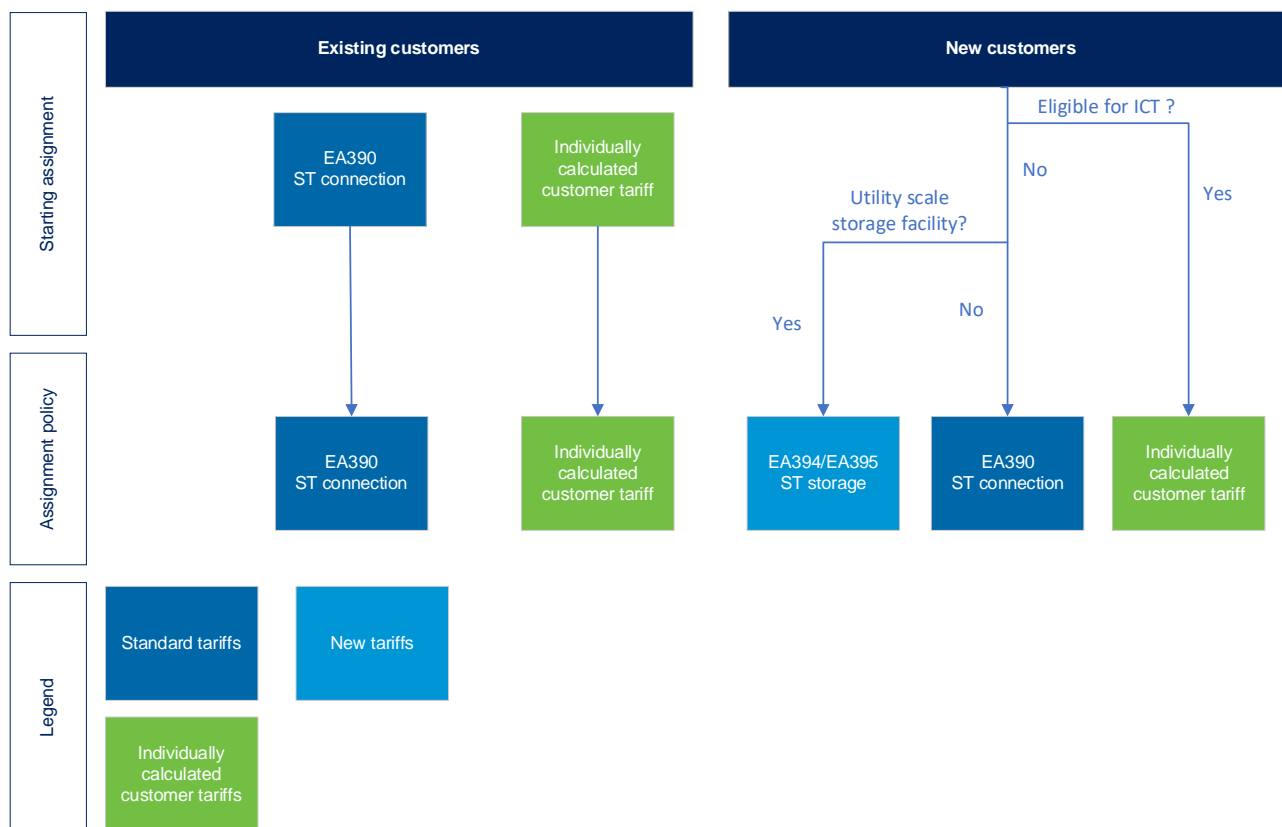 Existing customers
New customers
Starting assignment
EA390
ST connection
Individually
calculated
customer tariff
Eligible for ICT ?
No
Yes
Utility scale
storage facility?
Yes
No
Assignment policy
EA390
ST connection
Individually
calculated
customer tariff
EA394/EA395
ST storage
EA390
ST connection
Individually
calculated
customer tariff
Legend
Standard tariffs
New tariffs
Individually
calculated
customer tariffs